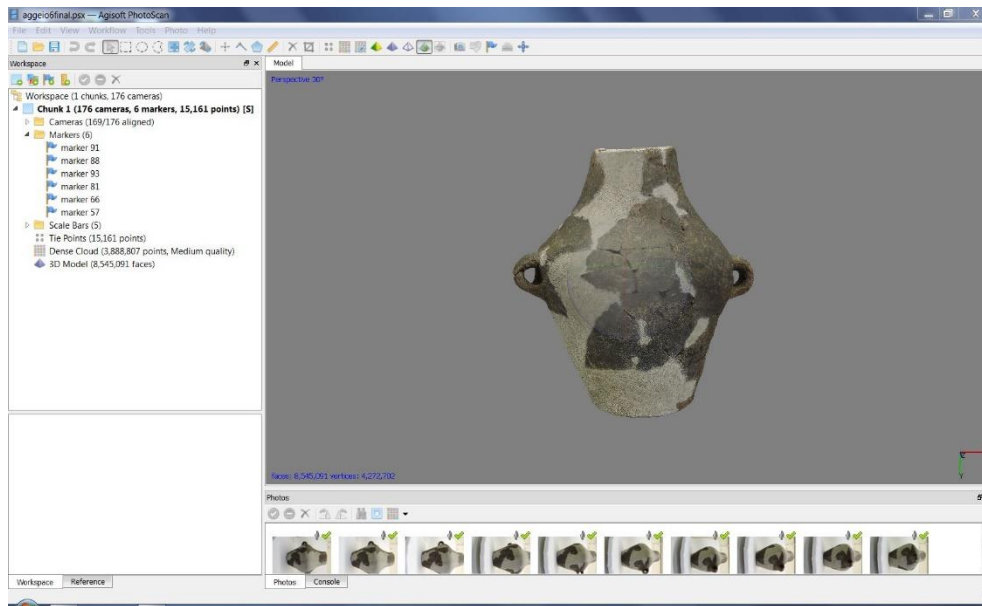 aggeio6final.psx — Agisoft PhotoScan
File Edit View Workflow Tools Photo Help
Workspace
Model
Perspective 30°
Workspace (1 chunks, 176 cameras)
Chunk 1 (176 cameras, 6 markers, 15,161 points) [S]
Cameras (169/176 aligned)
Markers (6)
marker 91
marker 88
marker 93
marker 81
marker 66
marker 57
Scale Bars (5)
Tie Points (15,161 points)
Dense Cloud (3,888,807 points, Medium quality)
3D Model (8,545,091 faces)
faces: 8,545,091 vertices: 4,272,702
Y
Photos
Workspace Reference
Photos Console